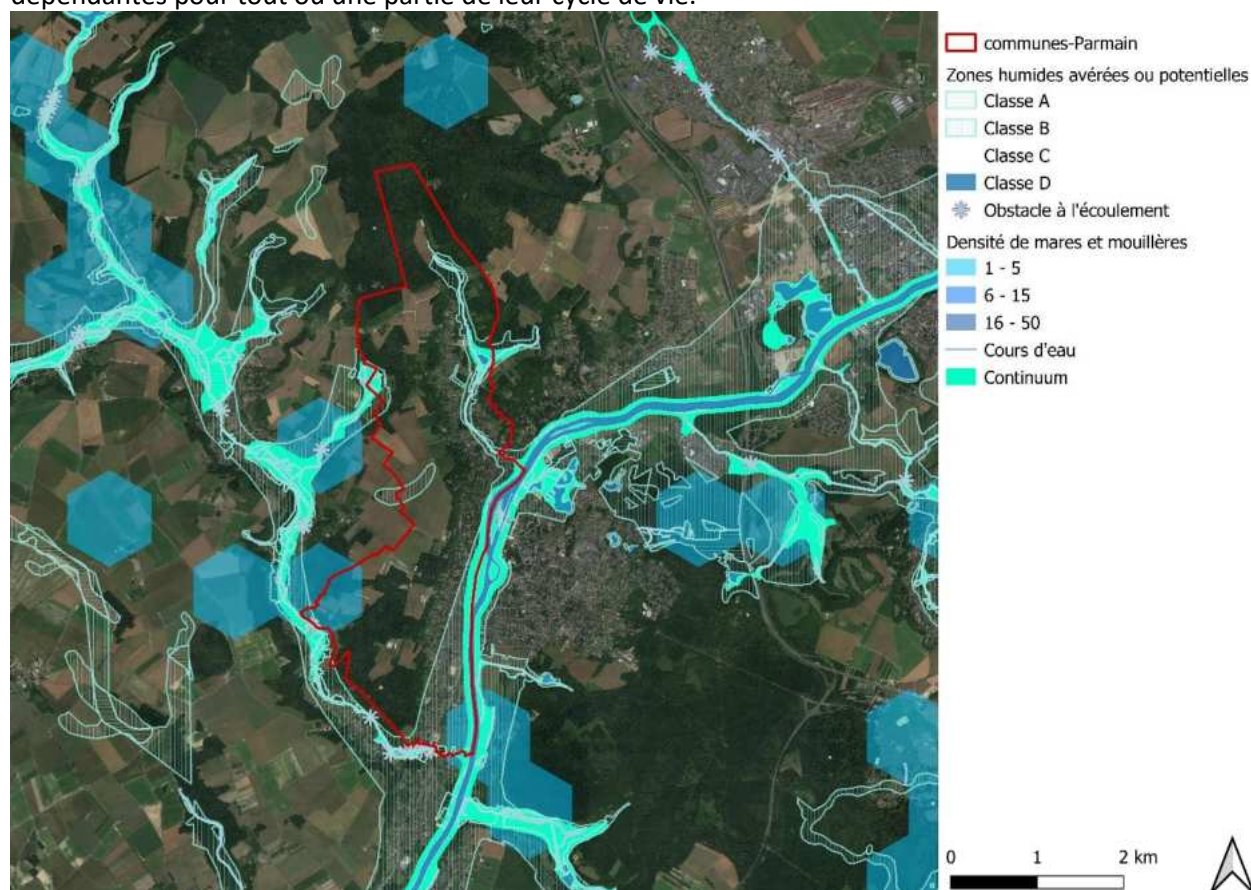 dépendantes pour tout ou une partie de leur cycle de vie.
communes-Parmain
Zones humides avérées ou potentielles
Classe A
Classe B
Classe C
Classe D
Obstacle à l'écoulement
Densité de mares et mouillères
1 - 5
6 - 15
16 - 50
Cours d'eau
Continuum
0 1 2 km